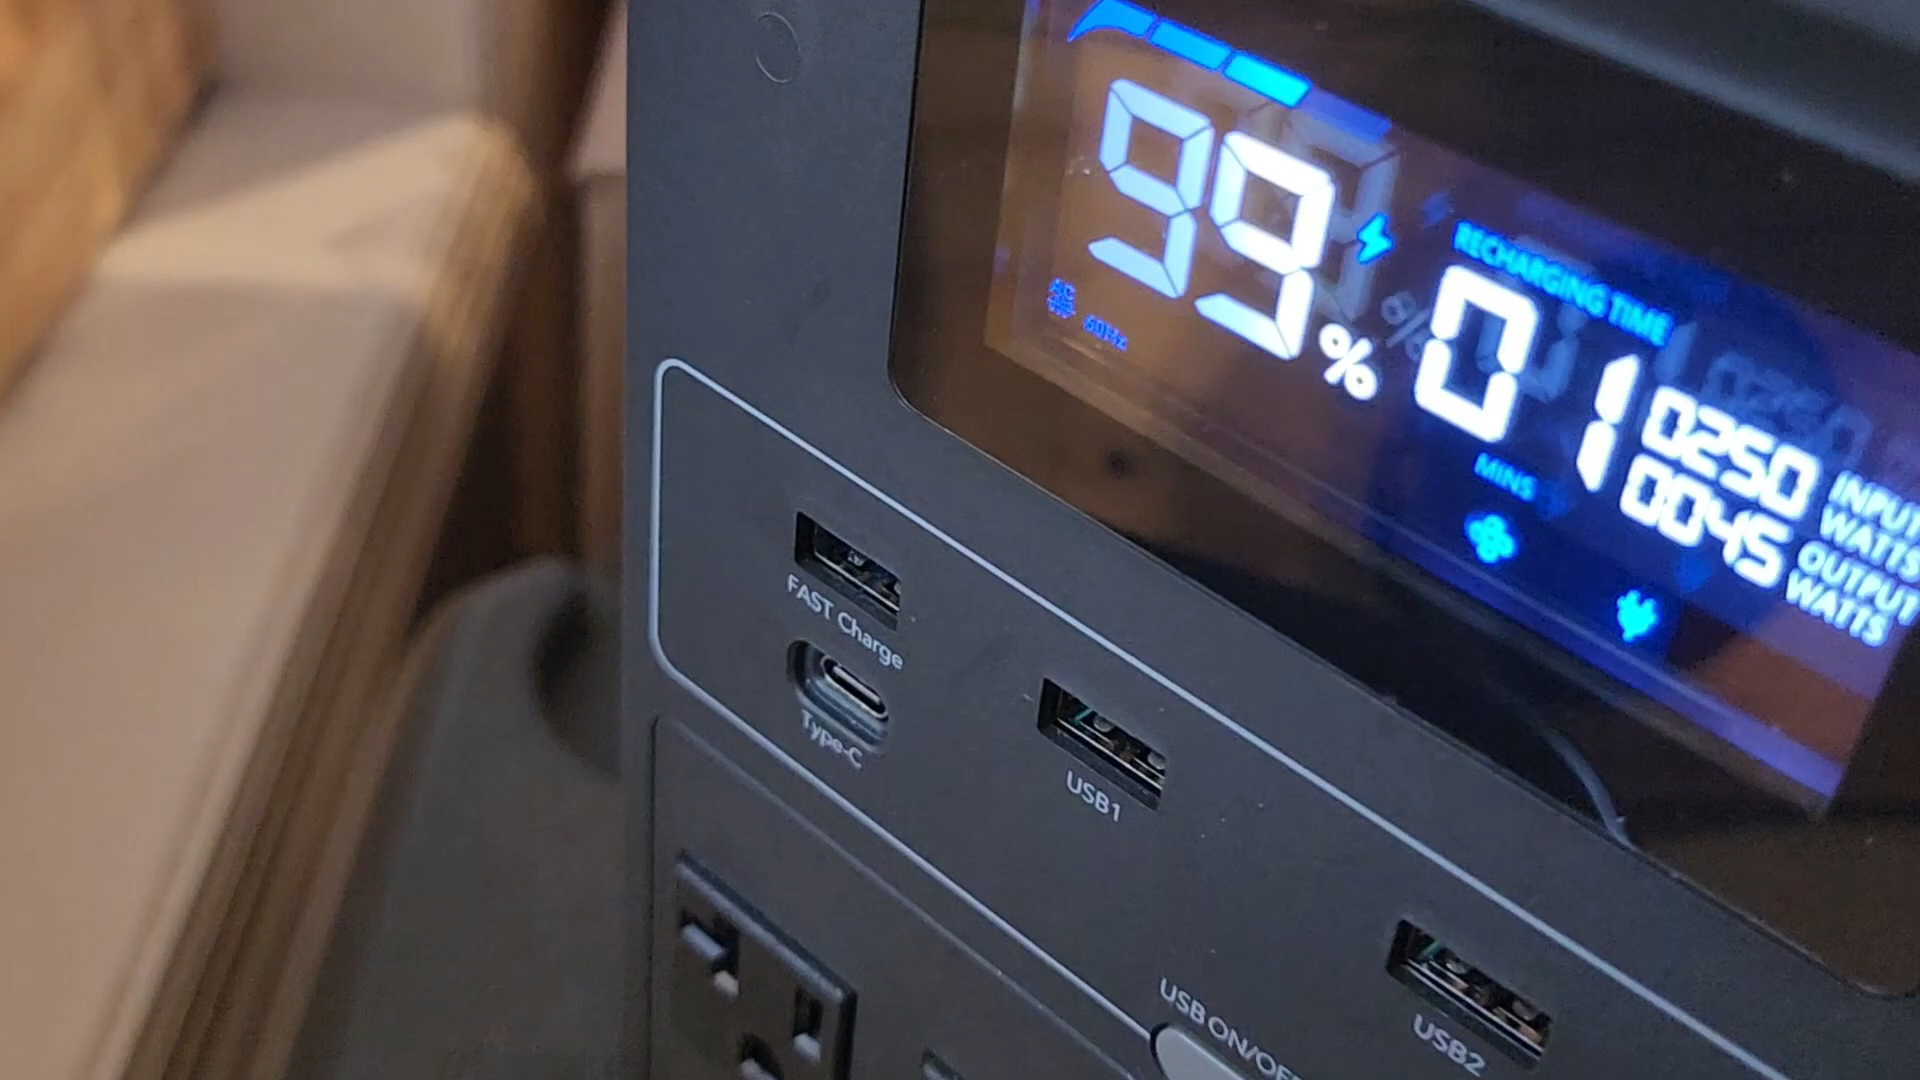 99%
RECHARGING TIME
01
MINS
0250 INPUT WATTS
0045 OUTPUT WATTS
AC
60Hz
FAST Charge
Type-C
USB1
USB2
USB ON/OFF